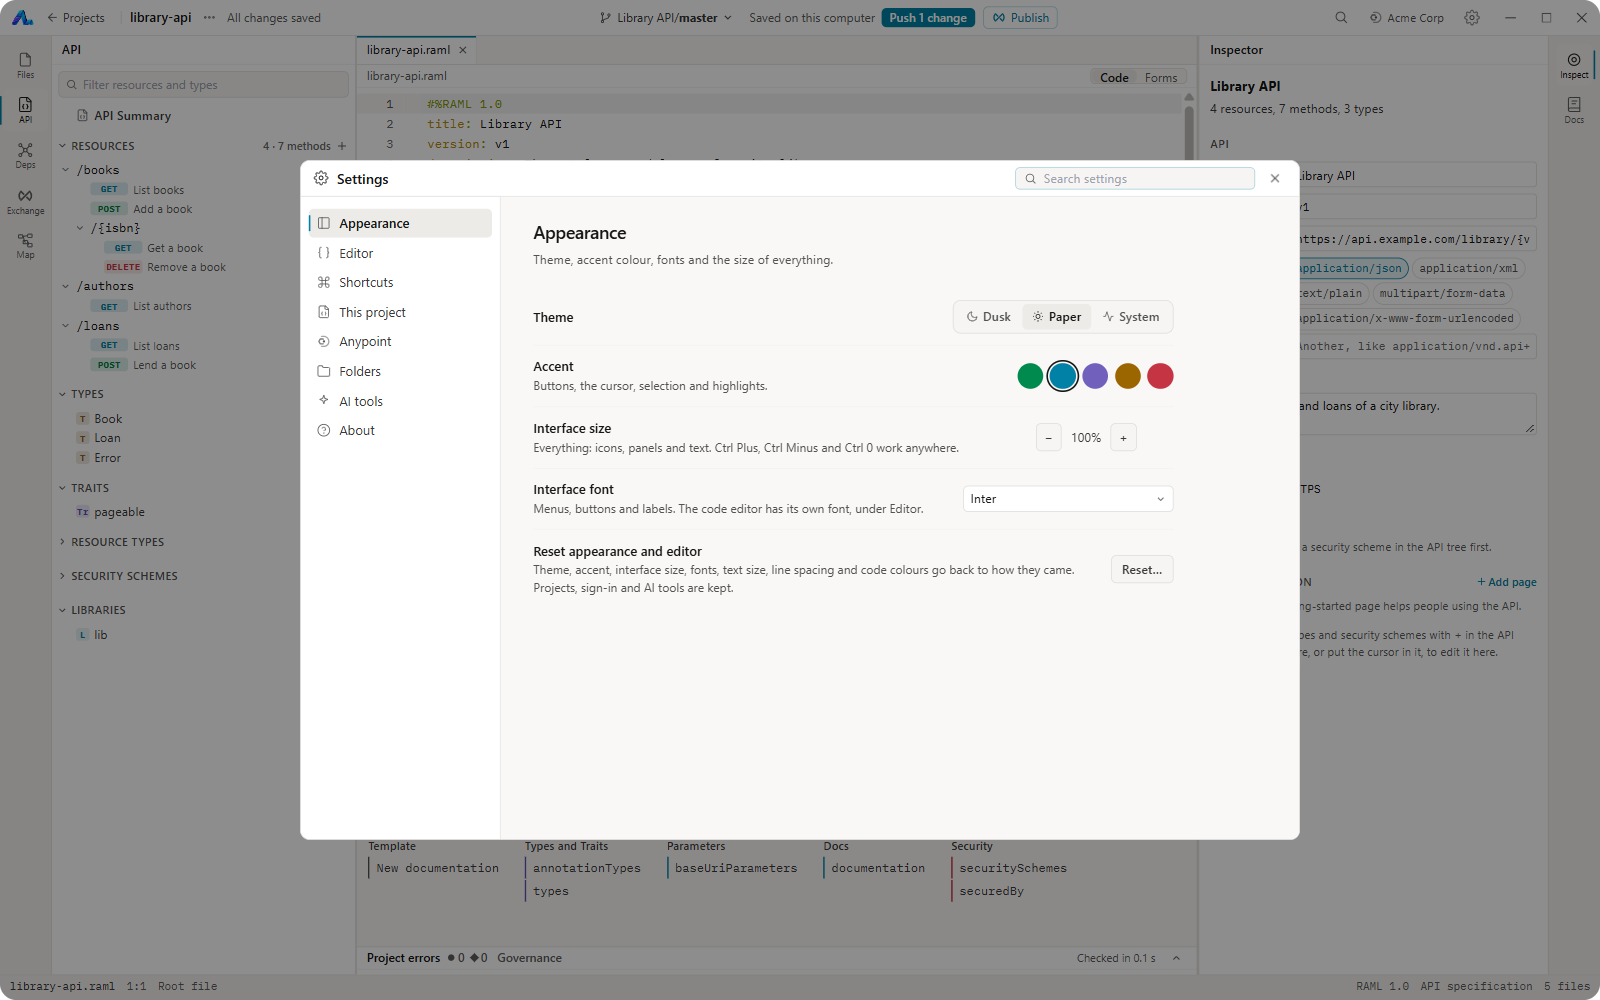 Projects
library-api
All changes saved
Library API/master
Saved on this computer
Push 1 change
Publish
Acme Corp
Files
API
Deps
Exchange
Map
API
Filter resources and types
API Summary
RESOURCES
4 · 7 methods
/books
GET List books
POST Add a book
/{isbn}
GET Get a book
DELETE Remove a book
/authors
GET List authors
/loans
GET List loans
POST Lend a book
TYPES
T Book
T Loan
T Error
TRAITS
Tr pageable
RESOURCE TYPES
SECURITY SCHEMES
LIBRARIES
L lib
library-api.raml
library-api.raml
Code Forms
1 #%RAML 1.0
2 title: Library API
3 version: v1
Settings
Search settings
Appearance
Editor
Shortcuts
This project
Anypoint
Folders
AI tools
About
Appearance
Theme, accent colour, fonts and the size of everything.
Theme
Dusk Paper System
Accent
Buttons, the cursor, selection and highlights.
Interface size
Everything: icons, panels and text. Ctrl Plus, Ctrl Minus and Ctrl 0 work anywhere.
− 100% +
Interface font
Menus, buttons and labels. The code editor has its own font, under Editor.
Inter
Reset appearance and editor
Theme, accent, interface size, fonts, text size, line spacing and code colours go back to how they came.
Projects, sign-in and AI tools are kept.
Reset...
Template
New documentation
Types and Traits
annotationTypes
types
Parameters
baseUriParameters
Docs
documentation
Security
securitySchemes
securedBy
Project errors 0 0 Governance
Checked in 0.1 s
Inspector
Library API
4 resources, 7 methods, 3 types
API
ibrary API
v1
https://api.example.com/library/{v
application/json
application/xml
text/plain
multipart/form-data
application/x-www-form-urlencoded
Another, like application/vnd.api+
and loans of a city library.
TPS
a security scheme in the API tree first.
ON
+ Add page
ng-started page helps people using the API.
pes and security schemes with + in the API
re, or put the cursor in it, to edit it here.
Inspect
Docs
library-api.raml 1:1 Root file
RAML 1.0 API specification 5 files